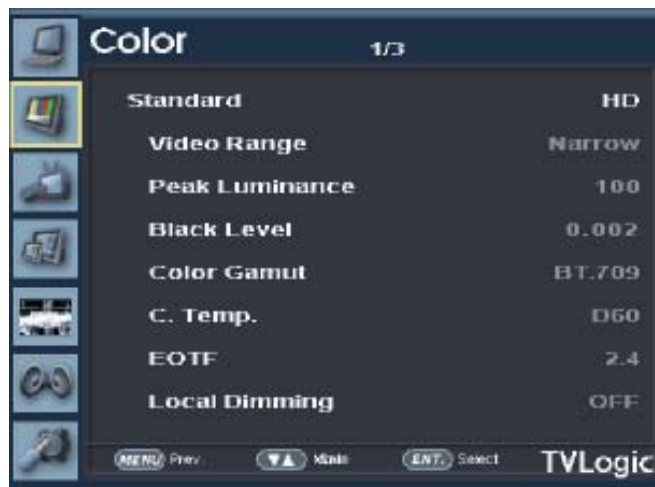 Color 1/3
Standard HD
Video Range Narrow
Peak Luminance 100
Black Level 0.002
Color Gamut BT.709
C. Temp. D60
EOTF 2.4
Local Dimming OFF
MENU Prev. ▼▲ Main ENT. Select TVLogic